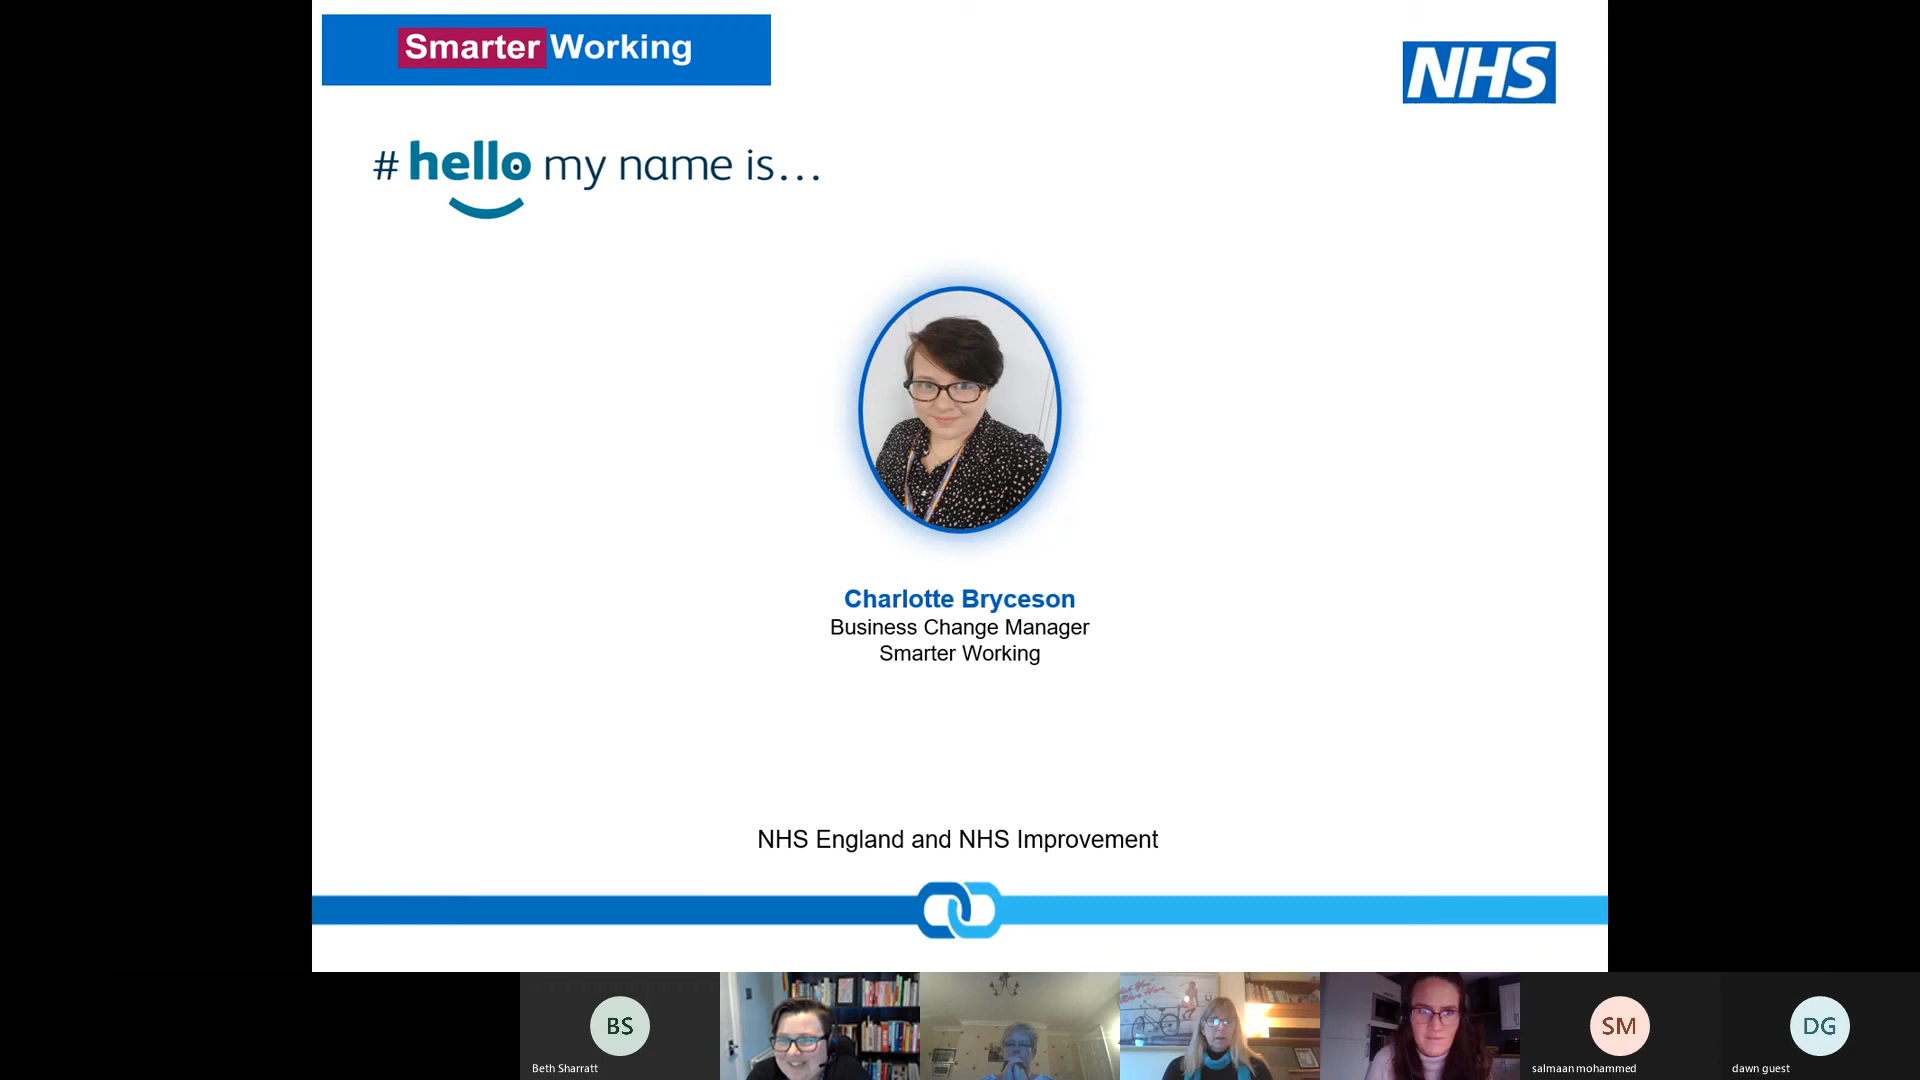 Smarter Working
NHS
# hello my name is...
Charlotte Bryceson
Business Change Manager
Smarter Working
NHS England and NHS Improvement
BS
Beth Sharratt
SM
salmaan mohammed
DG
dawn guest